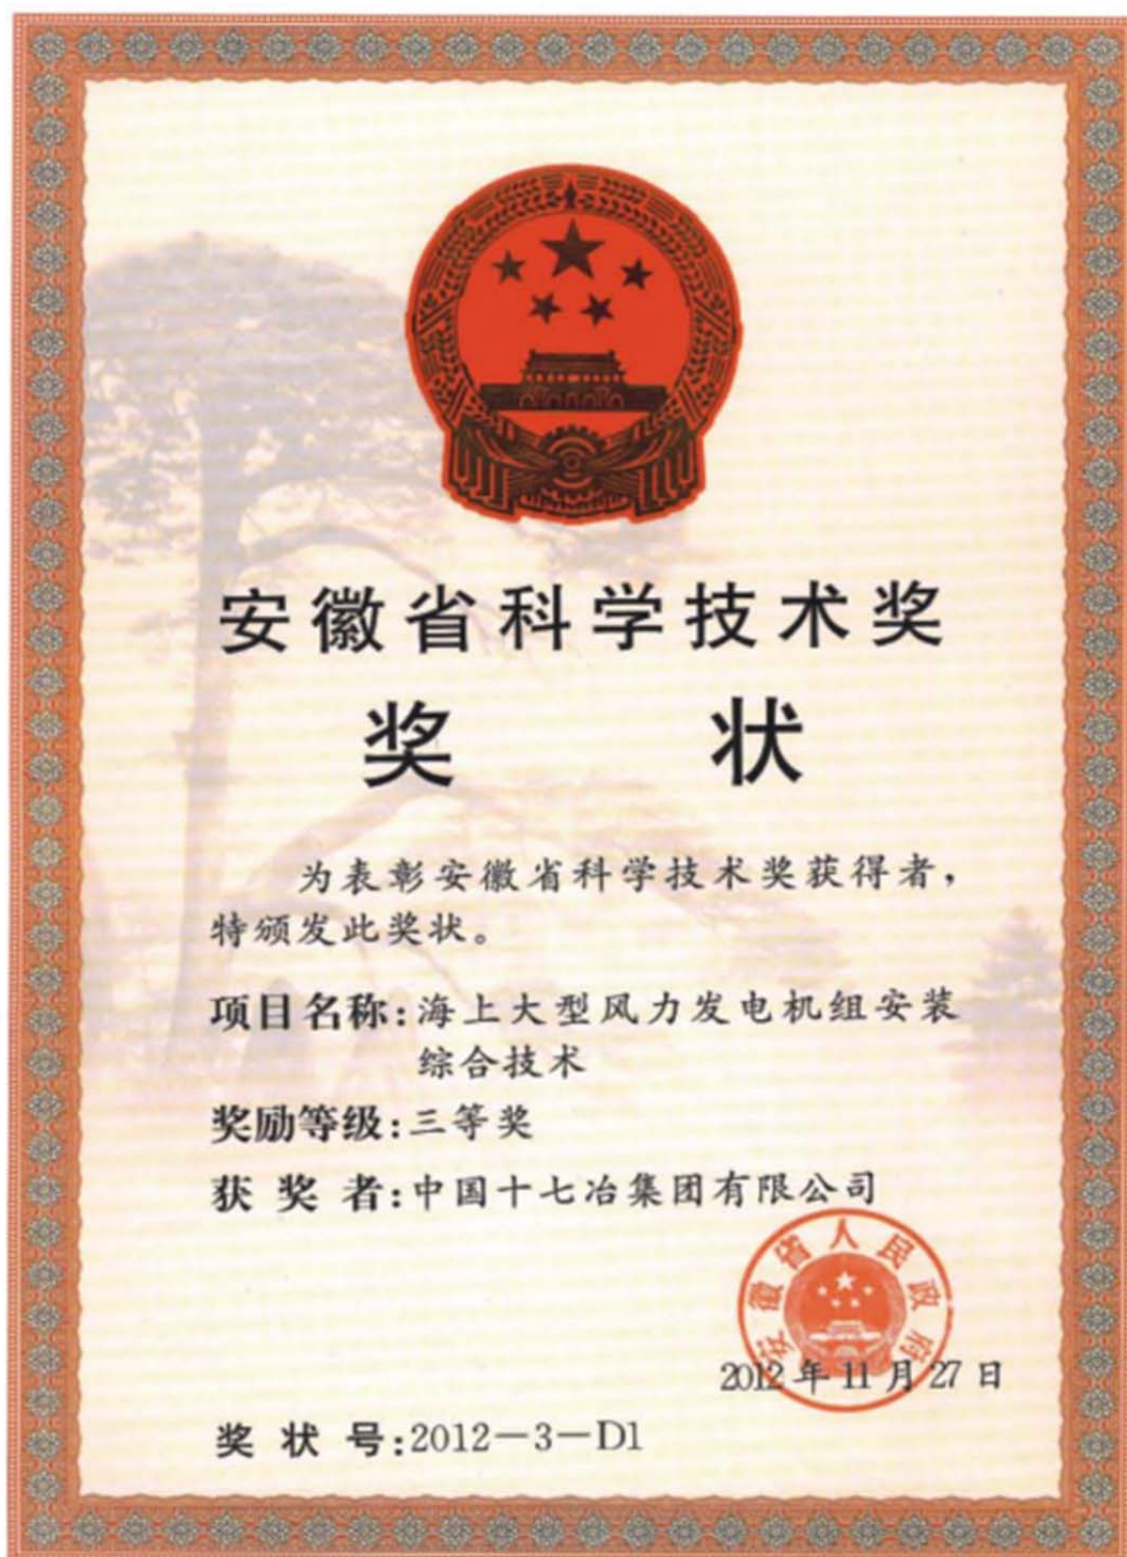 安徽省科学技术奖
奖 状
为表彰安徽省科学技术奖获得者，
特颁发此奖状。
项目名称：海上大型风力发电机组安装
综合技术
奖励等级：三等奖
获 奖 者：中国十七冶集团有限公司
安徽省人民政府
2012年11月27日
奖 状 号：2012－3－D1